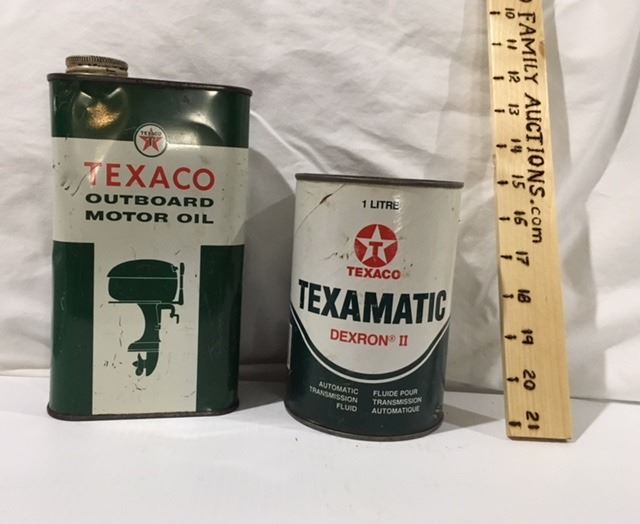 TEXACO
T
TEXACO
OUTBOARD
MOTOR OIL
1 LITRE
T
TEXACO
TEXAMATIC
DEXRON® II
AUTOMATIC
TRANSMISSION
FLUID
FLUIDE POUR
TRANSMISSION
AUTOMATIQUE
FAMILY AUCTIONS.com
10
11
12
13
14
15
16
17
18
19
20
21